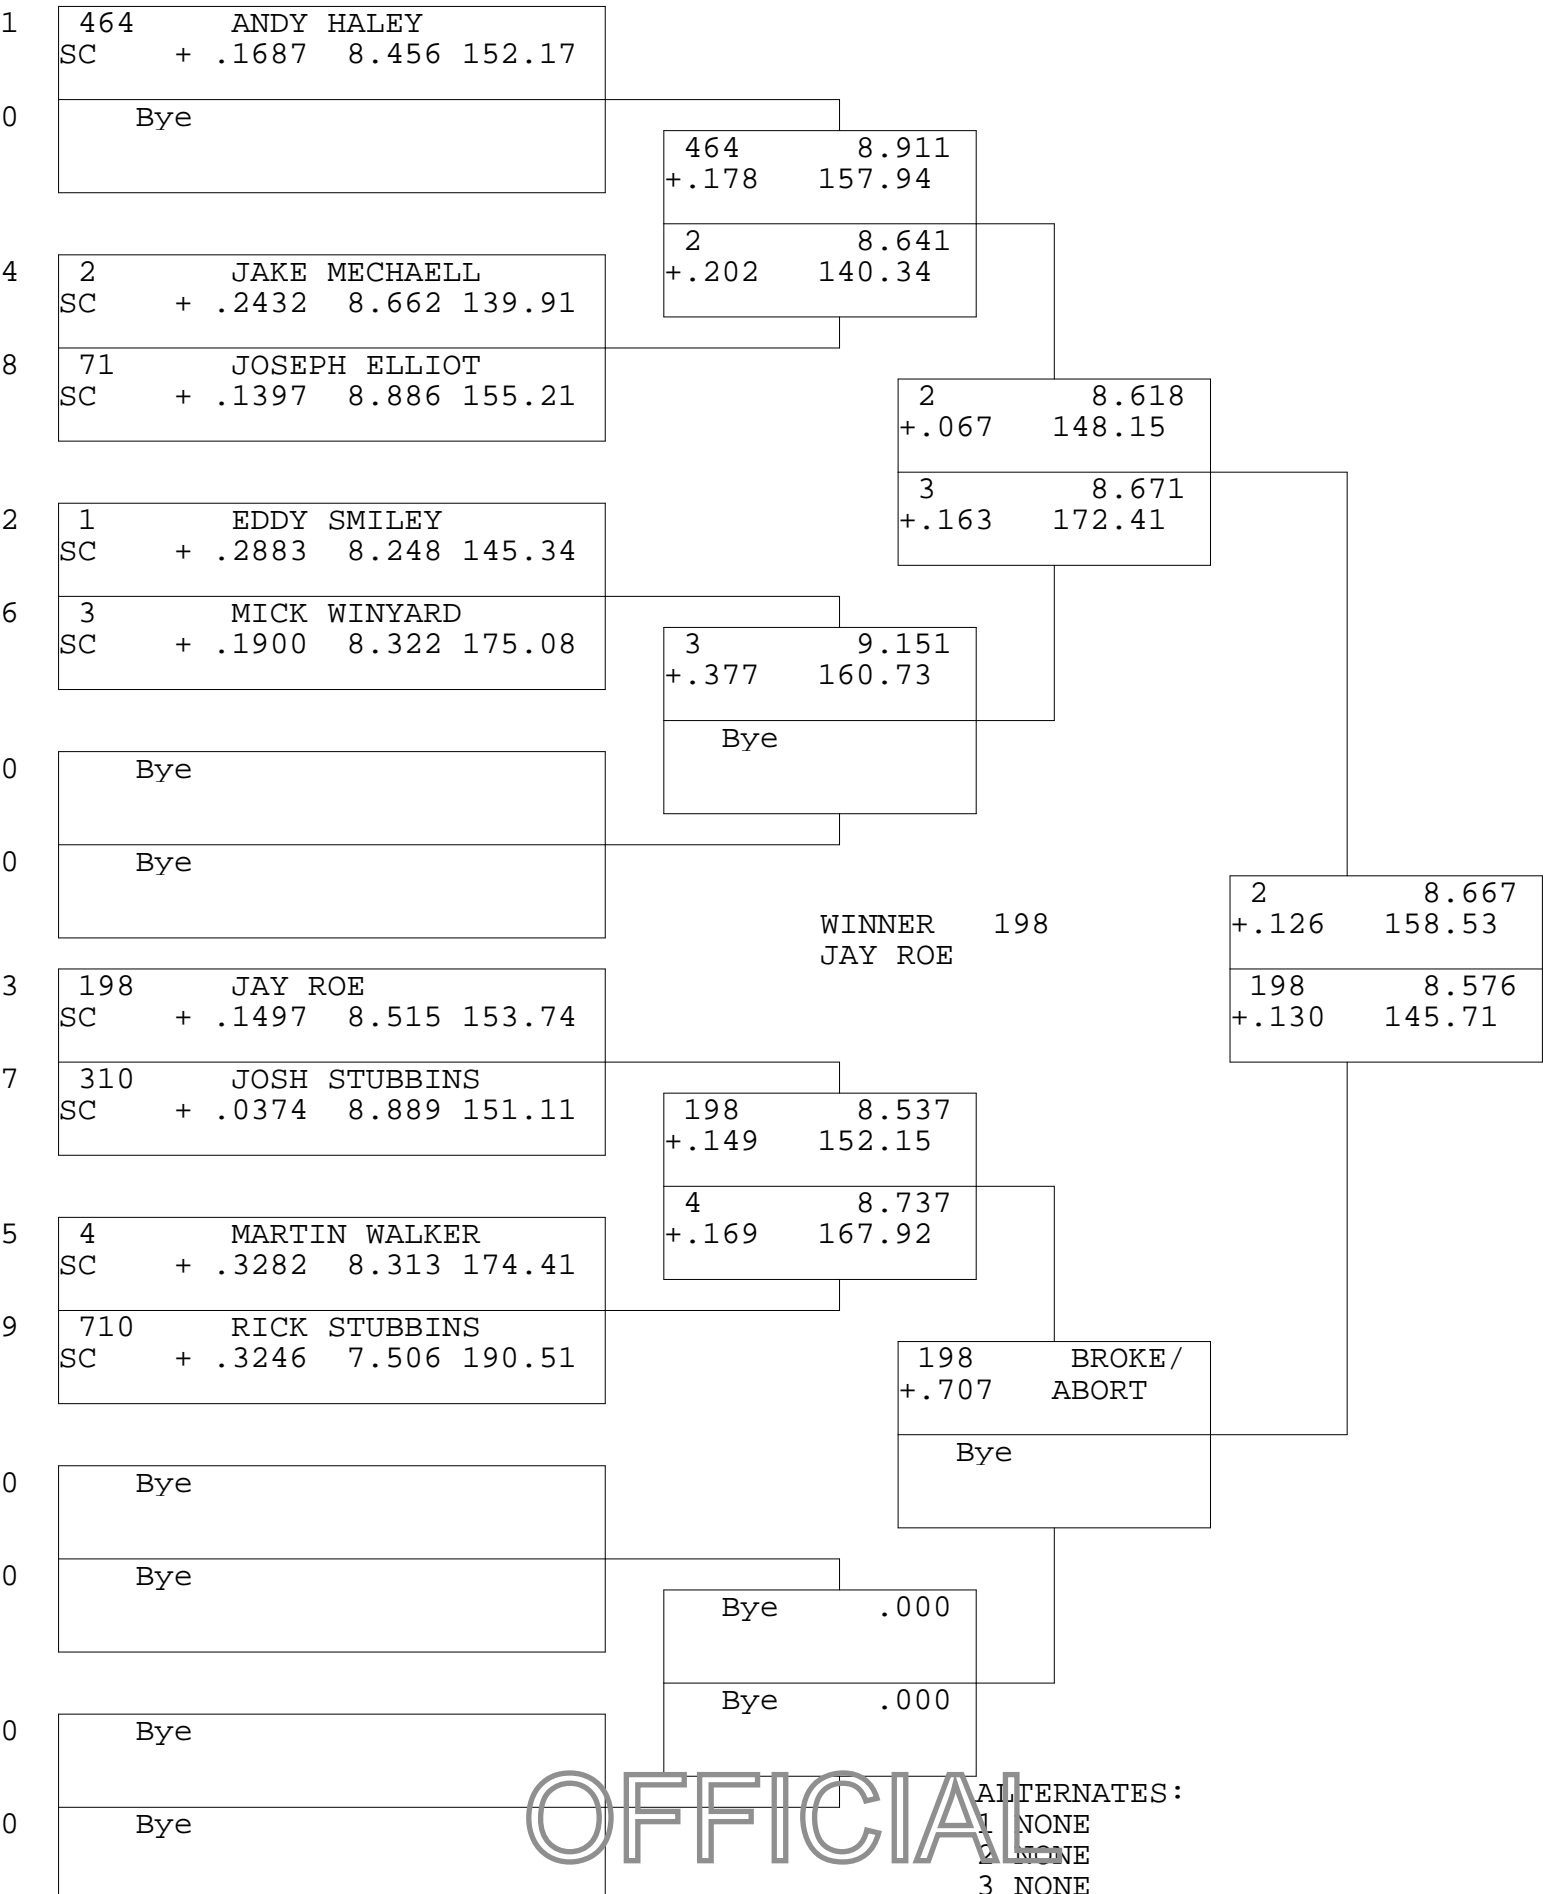 1 464 ANDY HALEY
SC + .1687 8.456 152.17
0 Bye
464 8.911
+.178 157.94
2 8.641
+.202 140.34
4 2 JAKE MECHAELL
SC + .2432 8.662 139.91
8 71 JOSEPH ELLIOT
SC + .1397 8.886 155.21
2 8.618
+.067 148.15
3 8.671
+.163 172.41
2 1 EDDY SMILEY
SC + .2883 8.248 145.34
6 3 MICK WINYARD
SC + .1900 8.322 175.08
3 9.151
+.377 160.73
Bye
0 Bye
0 Bye
WINNER 198
JAY ROE
2 8.667
+.126 158.53
198 8.576
+.130 145.71
3 198 JAY ROE
SC + .1497 8.515 153.74
7 310 JOSH STUBBINS
SC + .0374 8.889 151.11
198 8.537
+.149 152.15
4 8.737
+.169 167.92
5 4 MARTIN WALKER
SC + .3282 8.313 174.41
9 710 RICK STUBBINS
SC + .3246 7.506 190.51
198 BROKE/
+.707 ABORT
Bye
0 Bye
0 Bye
Bye .000
Bye .000
0 Bye
0 Bye
OFFICIAL
ALTERNATES:
1 NONE
2 NONE
3 NONE